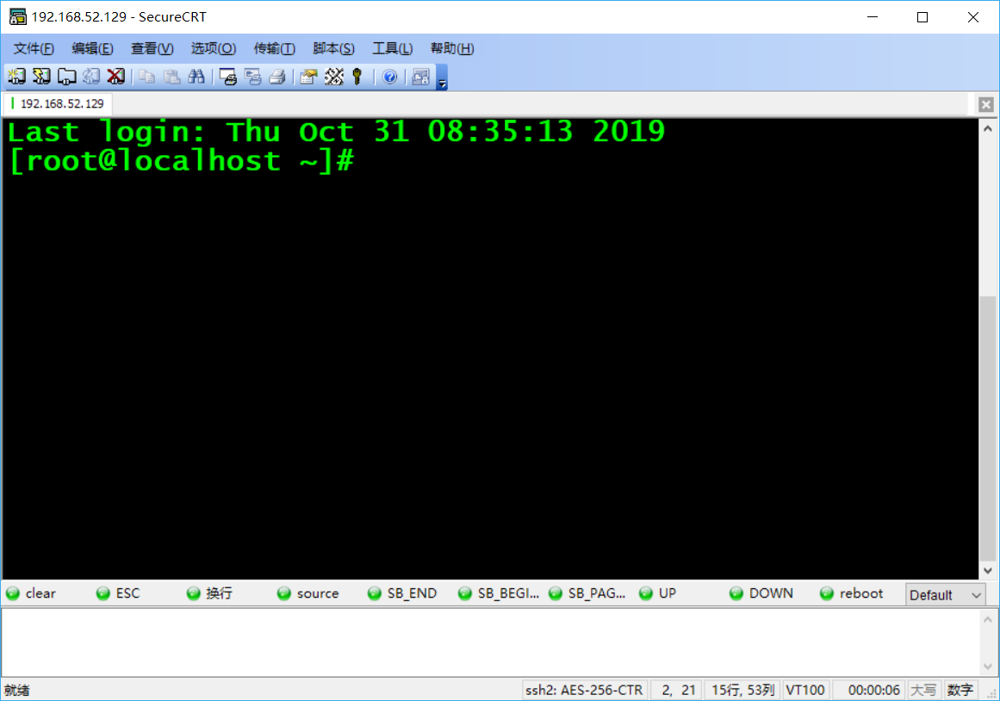 192.168.52.129 - SecureCRT
文件(F) 编辑(E) 查看(V) 选项(O) 传输(T) 脚本(S) 工具(L) 帮助(H)
192.168.52.129
Last login: Thu Oct 31 08:35:13 2019
[root@localhost ~]#
clear ESC 换行 source SB_END SB_BEGI... SB_PAG... UP DOWN reboot Default
就绪 ssh2: AES-256-CTR 2, 21 15行, 53列 VT100 00:00:06 大写 数字